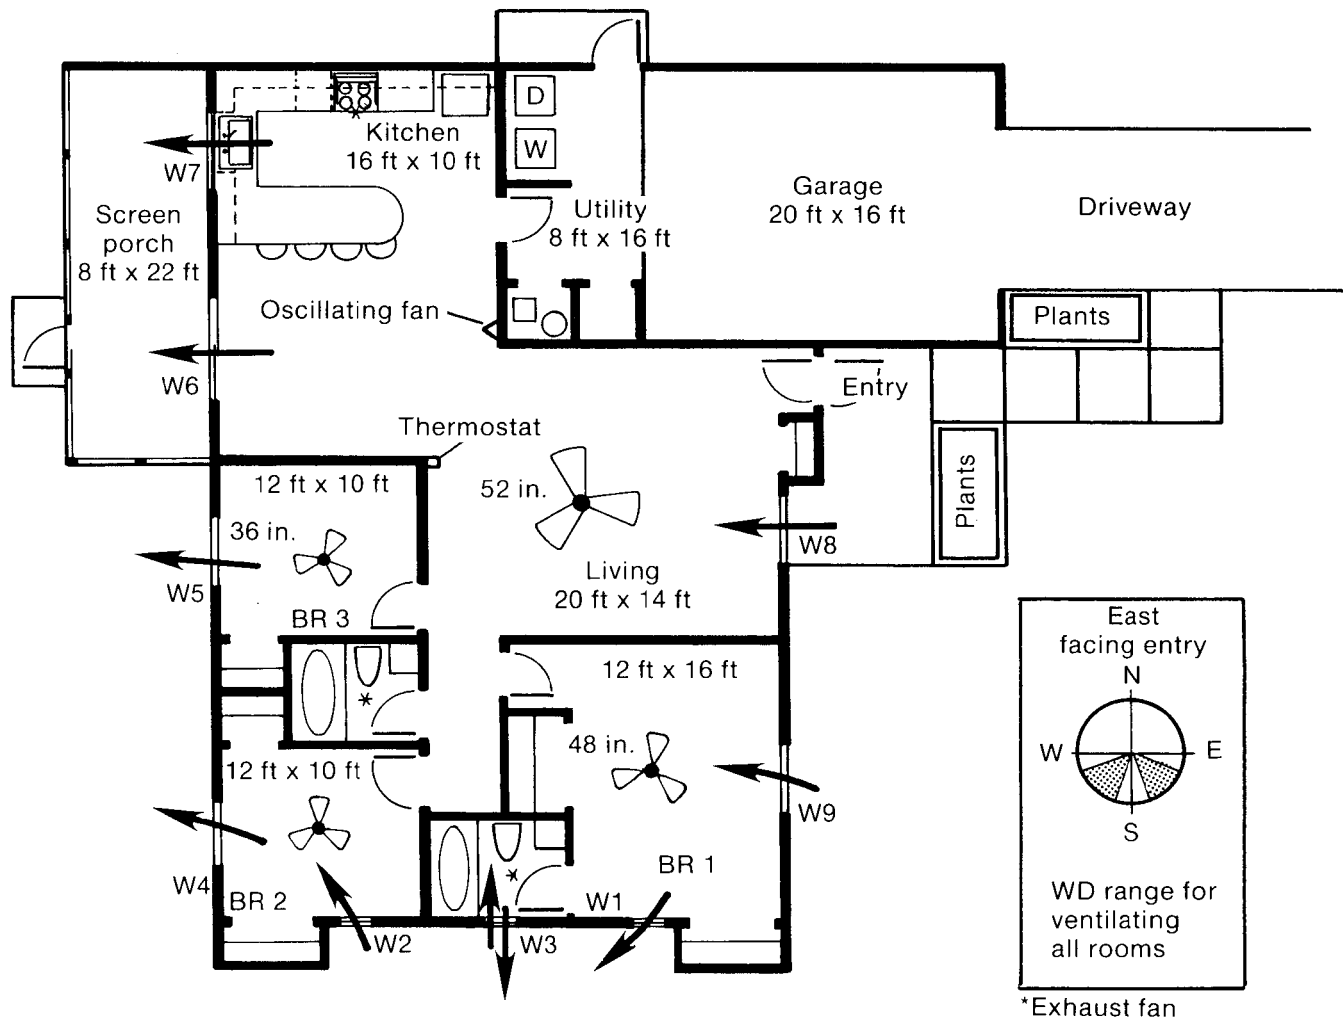 D
W
Kitchen
16 ft x 10 ft
*
W7
Screen
porch
8 ft x 22 ft
Utility
8 ft x 16 ft
Garage
20 ft x 16 ft
Driveway
Oscillating fan
Plants
W6
Entry
Thermostat
12 ft x 10 ft
52 in.
Plants
36 in.
W8
W5
Living
20 ft x 14 ft
BR 3
12 ft x 16 ft
*
48 in.
12 ft x 10 ft
W9
W4
BR 2
*
BR 1
W1
W2
W3
East
facing entry
N
W
E
S
WD range for
ventilating
all rooms
*Exhaust fan